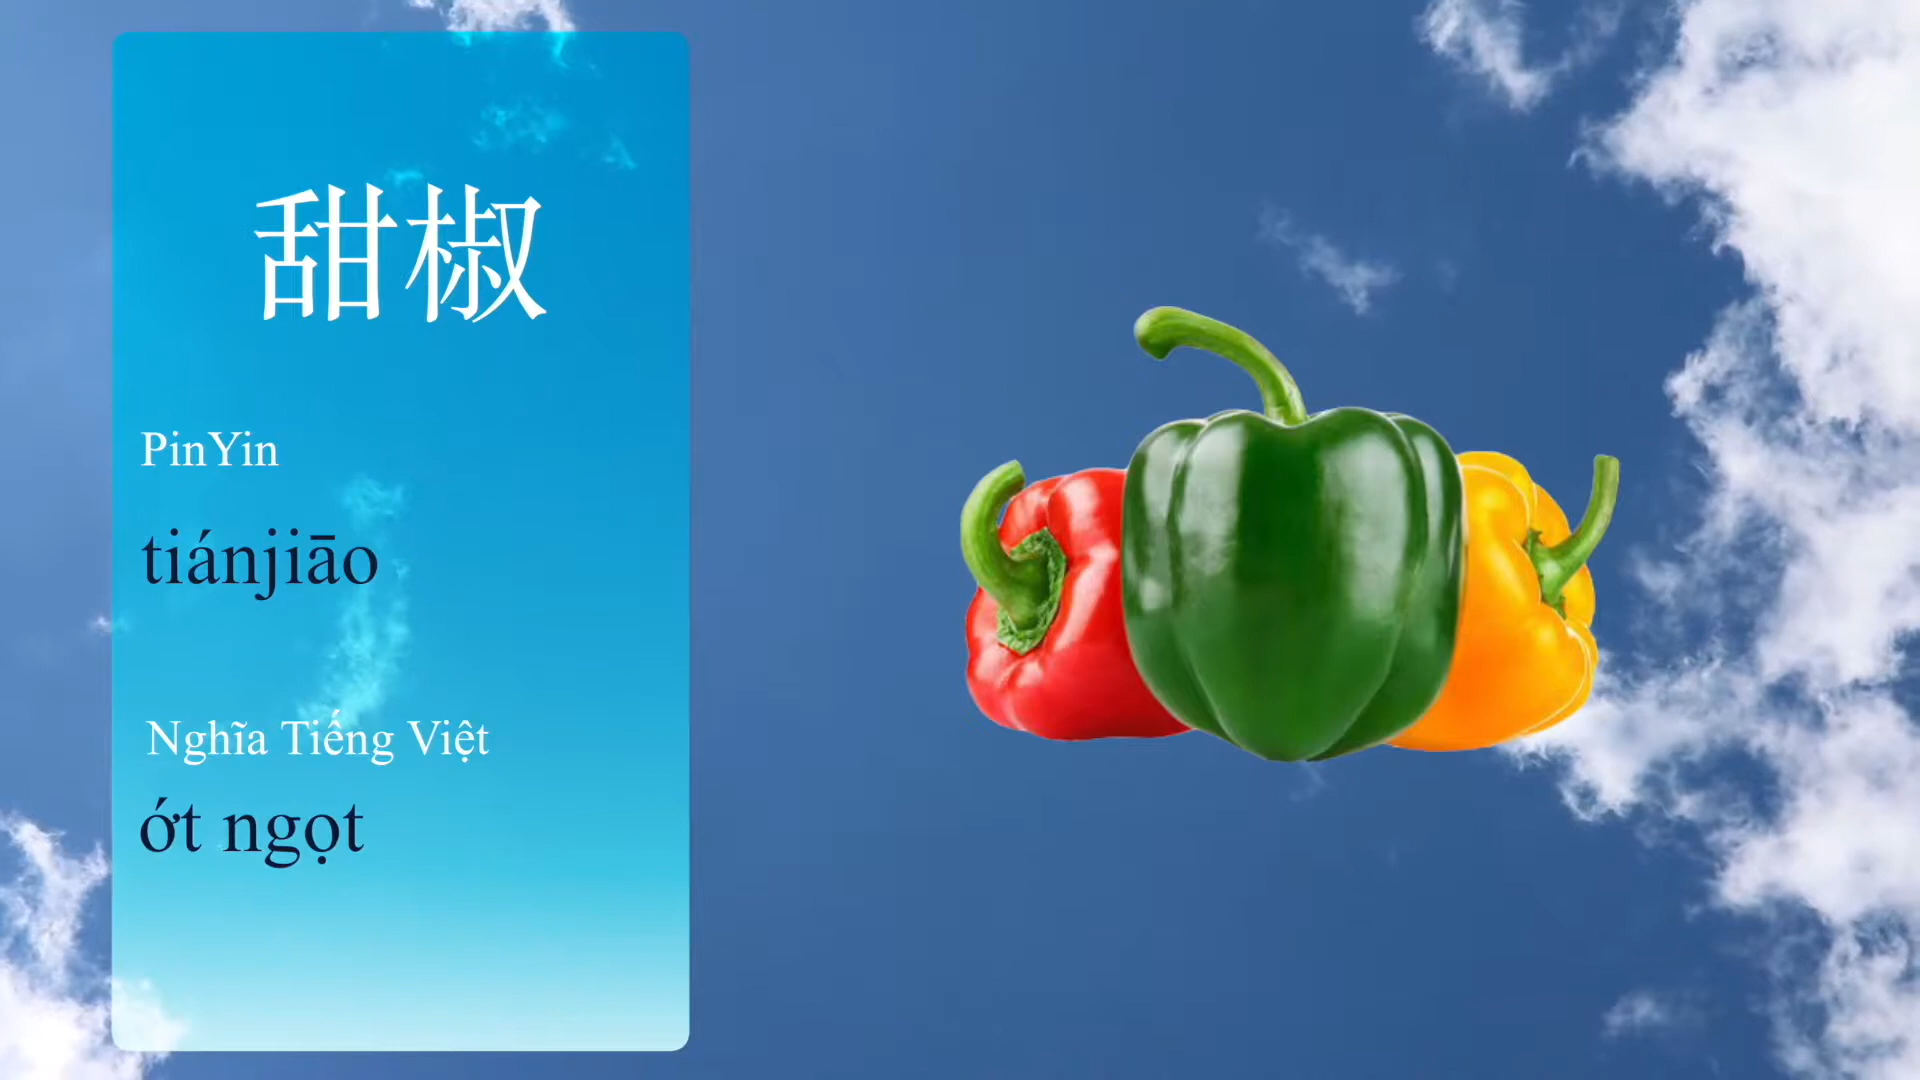 甜椒
PinYin
tiánjiāo
Nghĩa Tiếng Việt
ớt ngọt